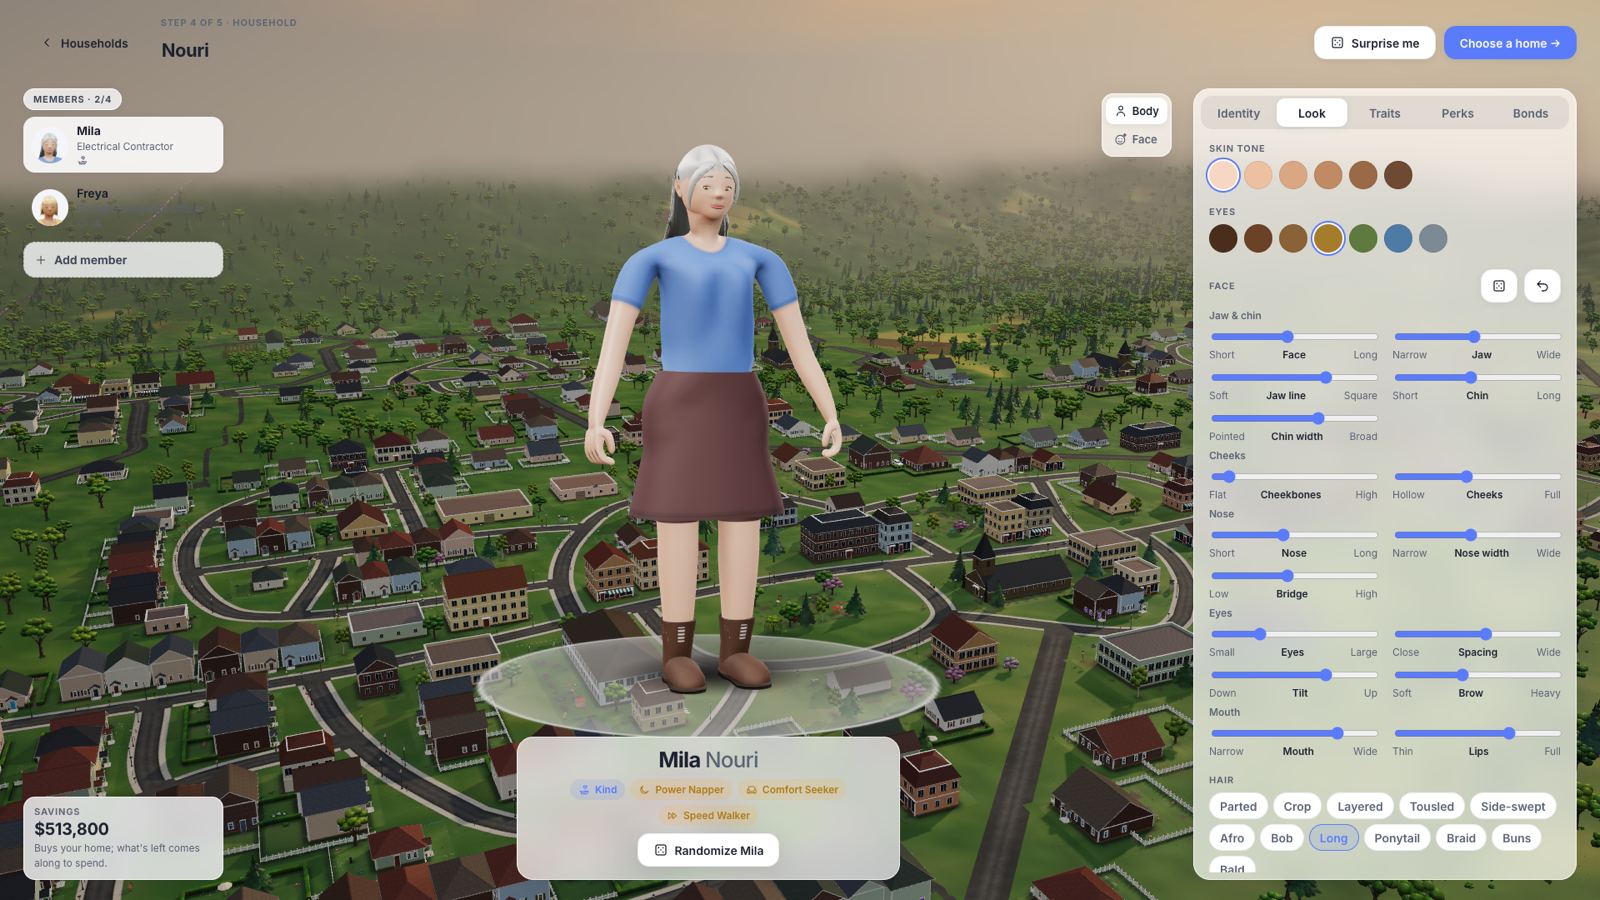 STEP 4 OF 5 · HOUSEHOLD
Households
Nouri
Surprise me
Choose a home →
MEMBERS · 2/4
Mila
Electrical Contractor
Freya
Add member
Body
Face
Identity
Look
Traits
Perks
Bonds
SKIN TONE
EYES
FACE
Jaw & chin
Short Face Long
Narrow Jaw Wide
Soft Jaw line Square
Short Chin Long
Pointed Chin width Broad
Cheeks
Flat Cheekbones High
Hollow Cheeks Full
Nose
Short Nose Long
Narrow Nose width Wide
Low Bridge High
Eyes
Small Eyes Large
Close Spacing Wide
Down Tilt Up
Soft Brow Heavy
Mouth
Narrow Mouth Wide
Thin Lips Full
HAIR
Parted
Crop
Layered
Tousled
Side-swept
Afro
Bob
Long
Ponytail
Braid
Buns
Bald
Mila Nouri
Kind
Power Napper
Comfort Seeker
Speed Walker
Randomize Mila
SAVINGS
$513,800
Buys your home; what's left comes
along to spend.